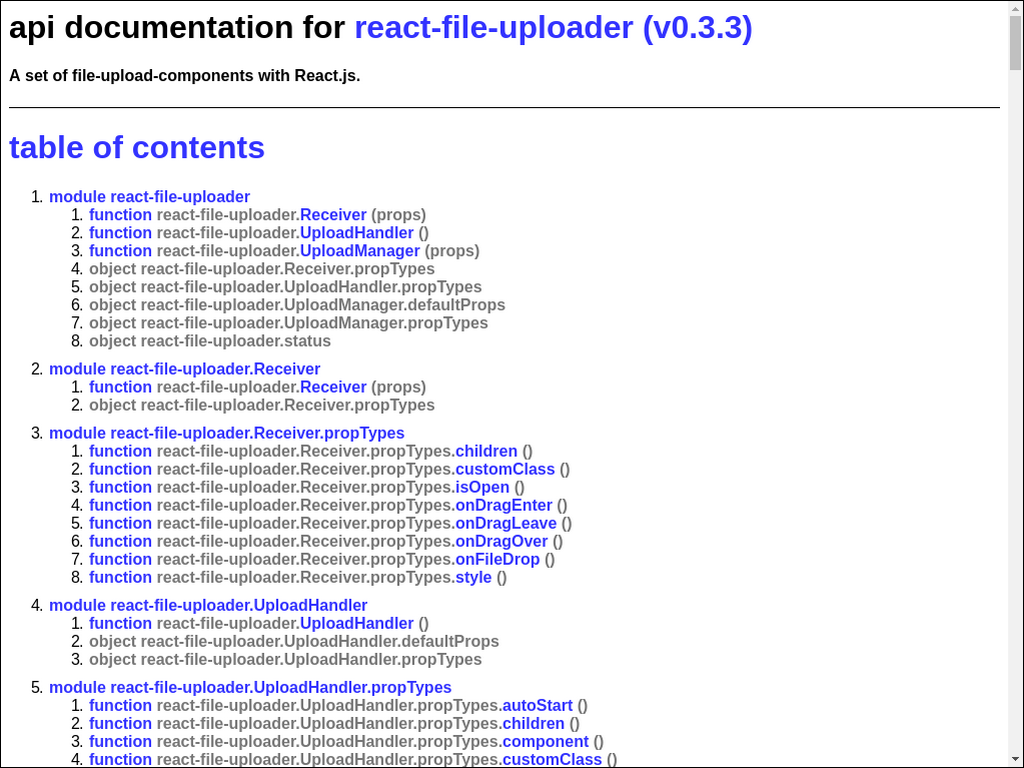 api documentation for react-file-uploader (v0.3.3)
A set of file-upload-components with React.js.
table of contents
1. module react-file-uploader
1. function react-file-uploader.Receiver (props)
2. function react-file-uploader.UploadHandler ()
3. function react-file-uploader.UploadManager (props)
4. object react-file-uploader.Receiver.propTypes
5. object react-file-uploader.UploadHandler.propTypes
6. object react-file-uploader.UploadManager.defaultProps
7. object react-file-uploader.UploadManager.propTypes
8. object react-file-uploader.status
2. module react-file-uploader.Receiver
1. function react-file-uploader.Receiver (props)
2. object react-file-uploader.Receiver.propTypes
3. module react-file-uploader.Receiver.propTypes
1. function react-file-uploader.Receiver.propTypes.children ()
2. function react-file-uploader.Receiver.propTypes.customClass ()
3. function react-file-uploader.Receiver.propTypes.isOpen ()
4. function react-file-uploader.Receiver.propTypes.onDragEnter ()
5. function react-file-uploader.Receiver.propTypes.onDragLeave ()
6. function react-file-uploader.Receiver.propTypes.onDragOver ()
7. function react-file-uploader.Receiver.propTypes.onFileDrop ()
8. function react-file-uploader.Receiver.propTypes.style ()
4. module react-file-uploader.UploadHandler
1. function react-file-uploader.UploadHandler ()
2. object react-file-uploader.UploadHandler.defaultProps
3. object react-file-uploader.UploadHandler.propTypes
5. module react-file-uploader.UploadHandler.propTypes
1. function react-file-uploader.UploadHandler.propTypes.autoStart ()
2. function react-file-uploader.UploadHandler.propTypes.children ()
3. function react-file-uploader.UploadHandler.propTypes.component ()
4. function react-file-uploader.UploadHandler.propTypes.customClass ()